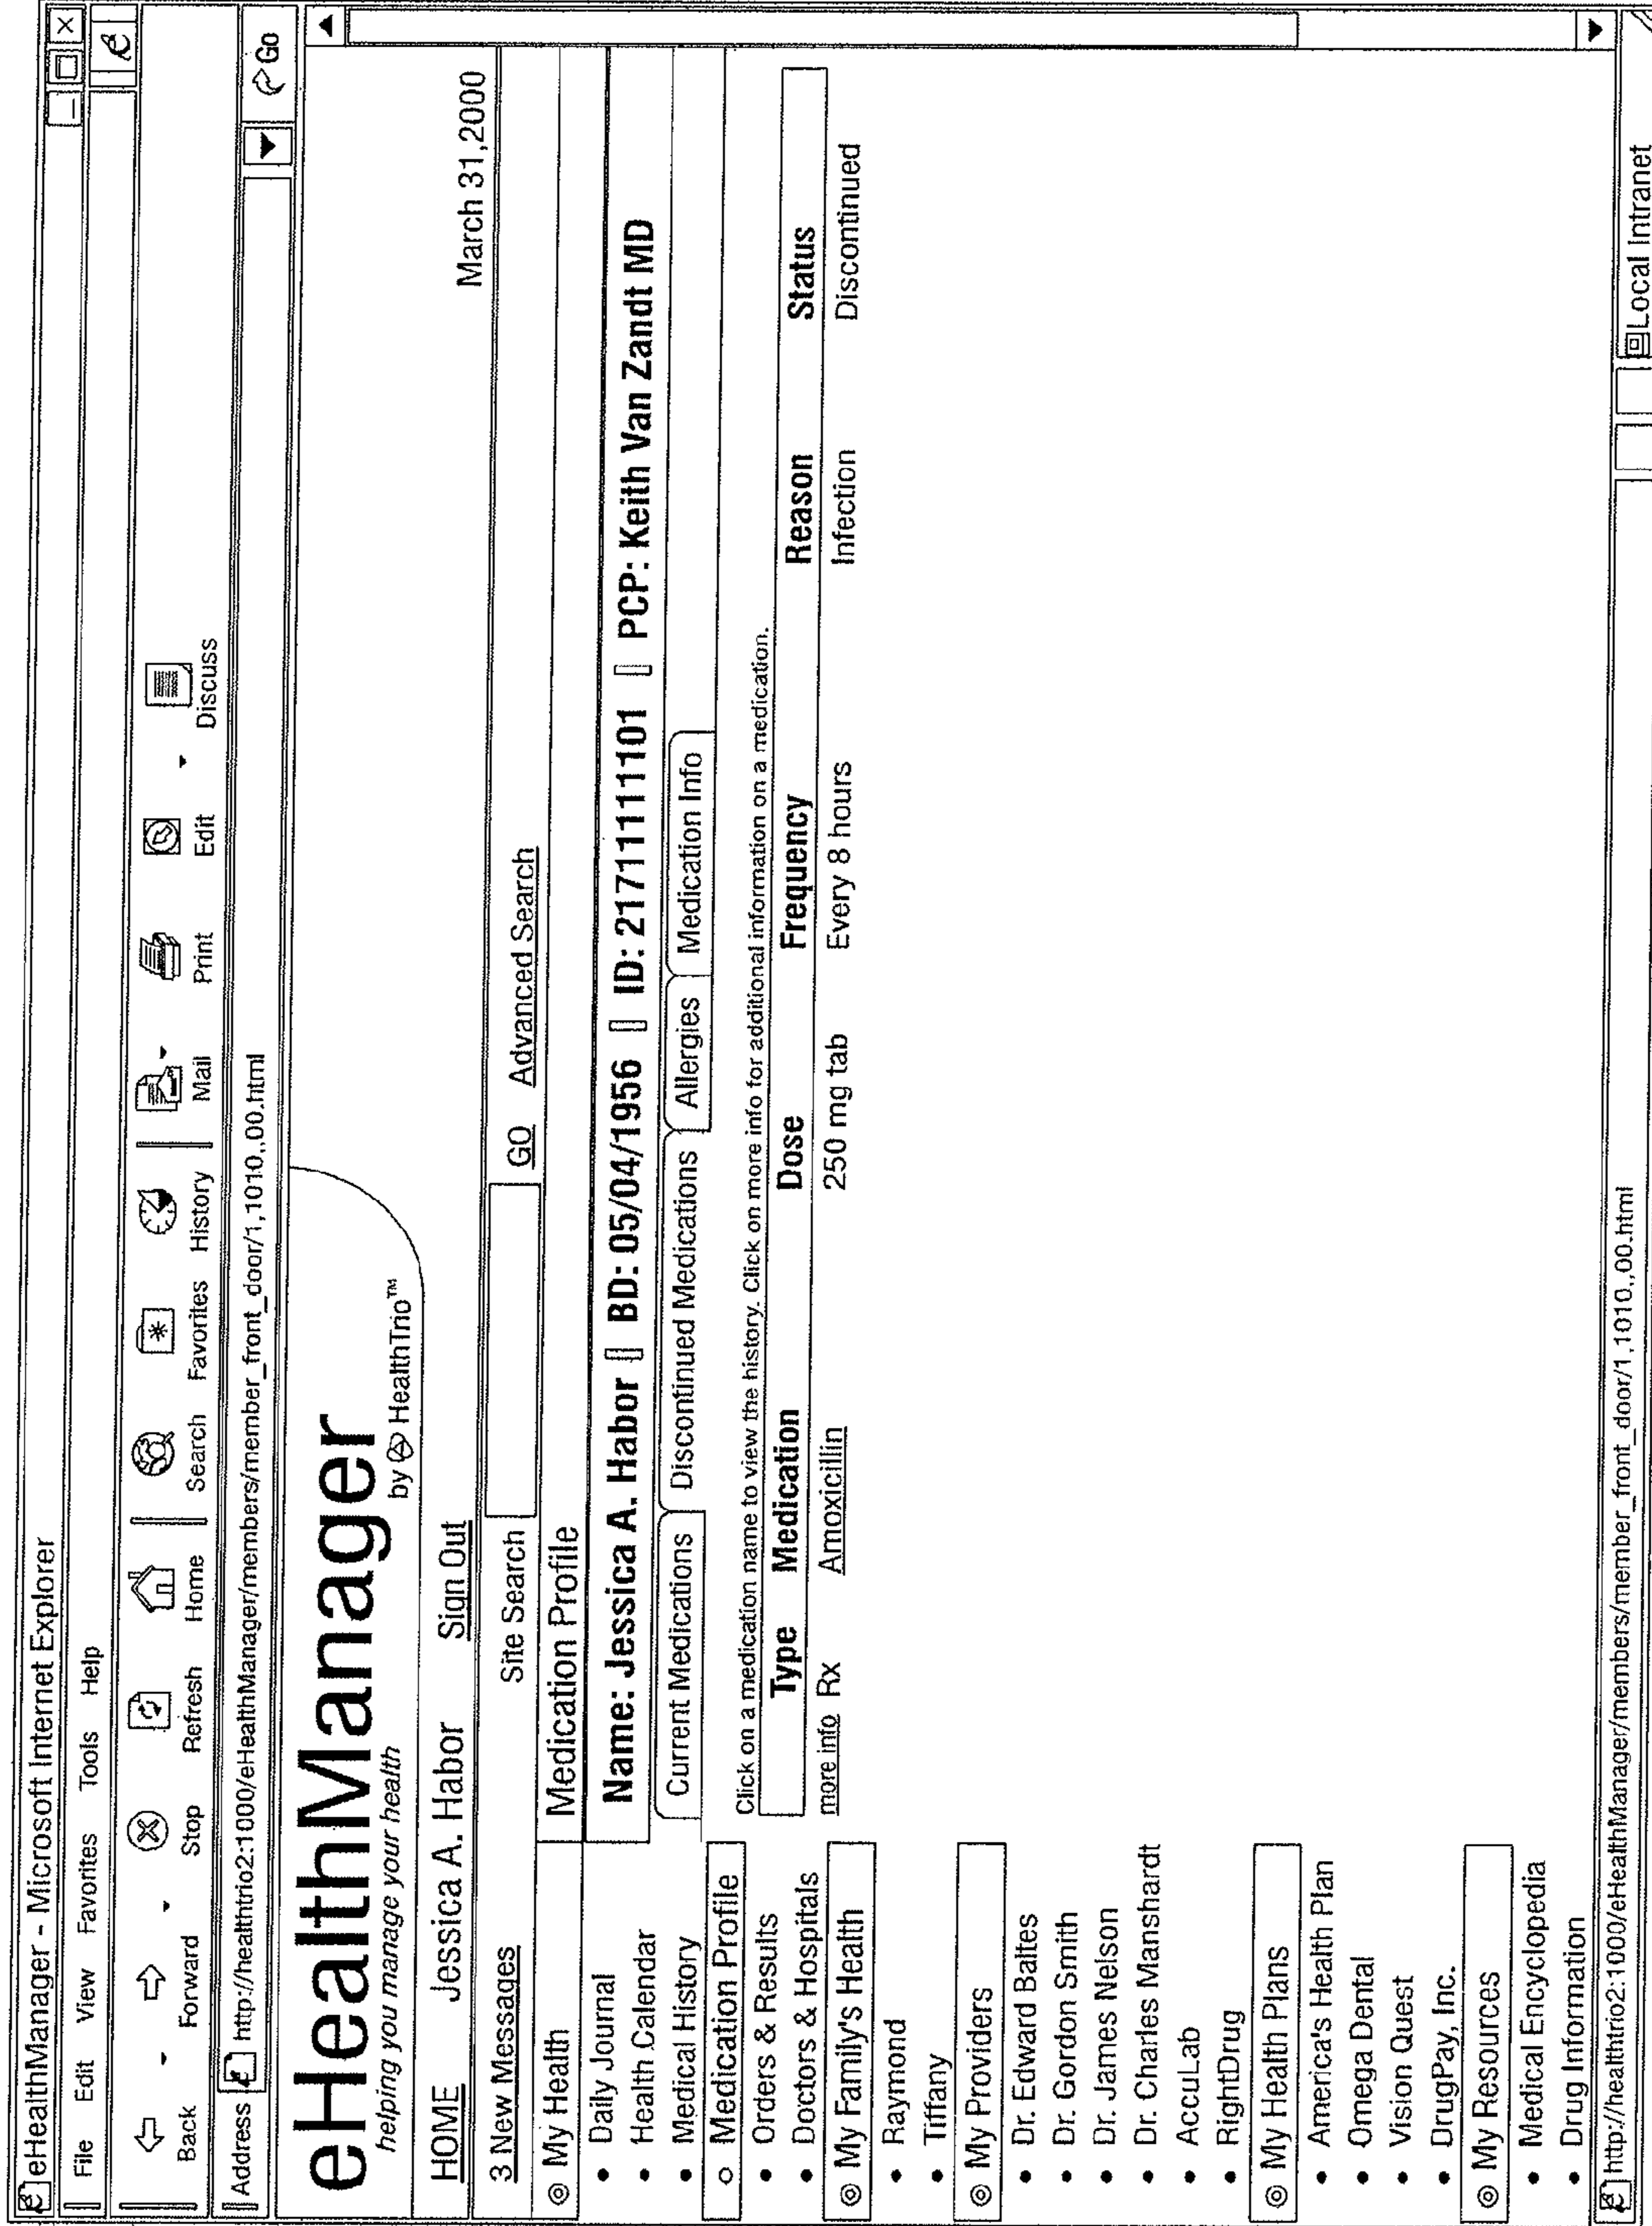 eHealthManager - Microsoft Internet Explorer
File Edit View Favorites Tools Help
Back Forward Stop Refresh Home Search Favorites History Mail Print Edit Discuss
Address http://healthtrio2:1000/eHealthManager/members/member_front_door/1,1010,,00.html Go
eHealthManager
helping you manage your health by HealthTrio™
HOME Jessica A. Habor Sign Out March 31,2000
3 New Messages Site Search GO Advanced Search
My Health Medication Profile
• Daily Journal
• Health Calendar
• Medical History
Medication Profile
• Orders & Results
• Doctors & Hospitals
My Family's Health
• Raymond
• Tiffany
My Providers
• Dr. Edward Baltes
• Dr. Gordon Smith
• Dr. James Nelson
• Dr. Charles Manshardt
• AccuLab
• RightDrug
My Health Plans
• America's Health Plan
• Omega Dental
• Vision Quest
• DrugPay, Inc.
My Resources
• Medical Encyclopedia
• Drug Information
Name: Jessica A. Habor BD: 05/04/1956 ID: 21711111101 PCP: Keith Van Zandt MD
Current Medications Discontinued Medications Allergies Medication Info
Click on a medication name to view the history. Click on more info for additional information on a medication.
Type Medication Dose Frequency Reason Status
more info Rx Amoxicillin 250 mg tab Every 8 hours Infection Discontinued
http://healthtrio2:1000/eHealthManager/members/member_front_door/1,1010,,00.html Local Intranet